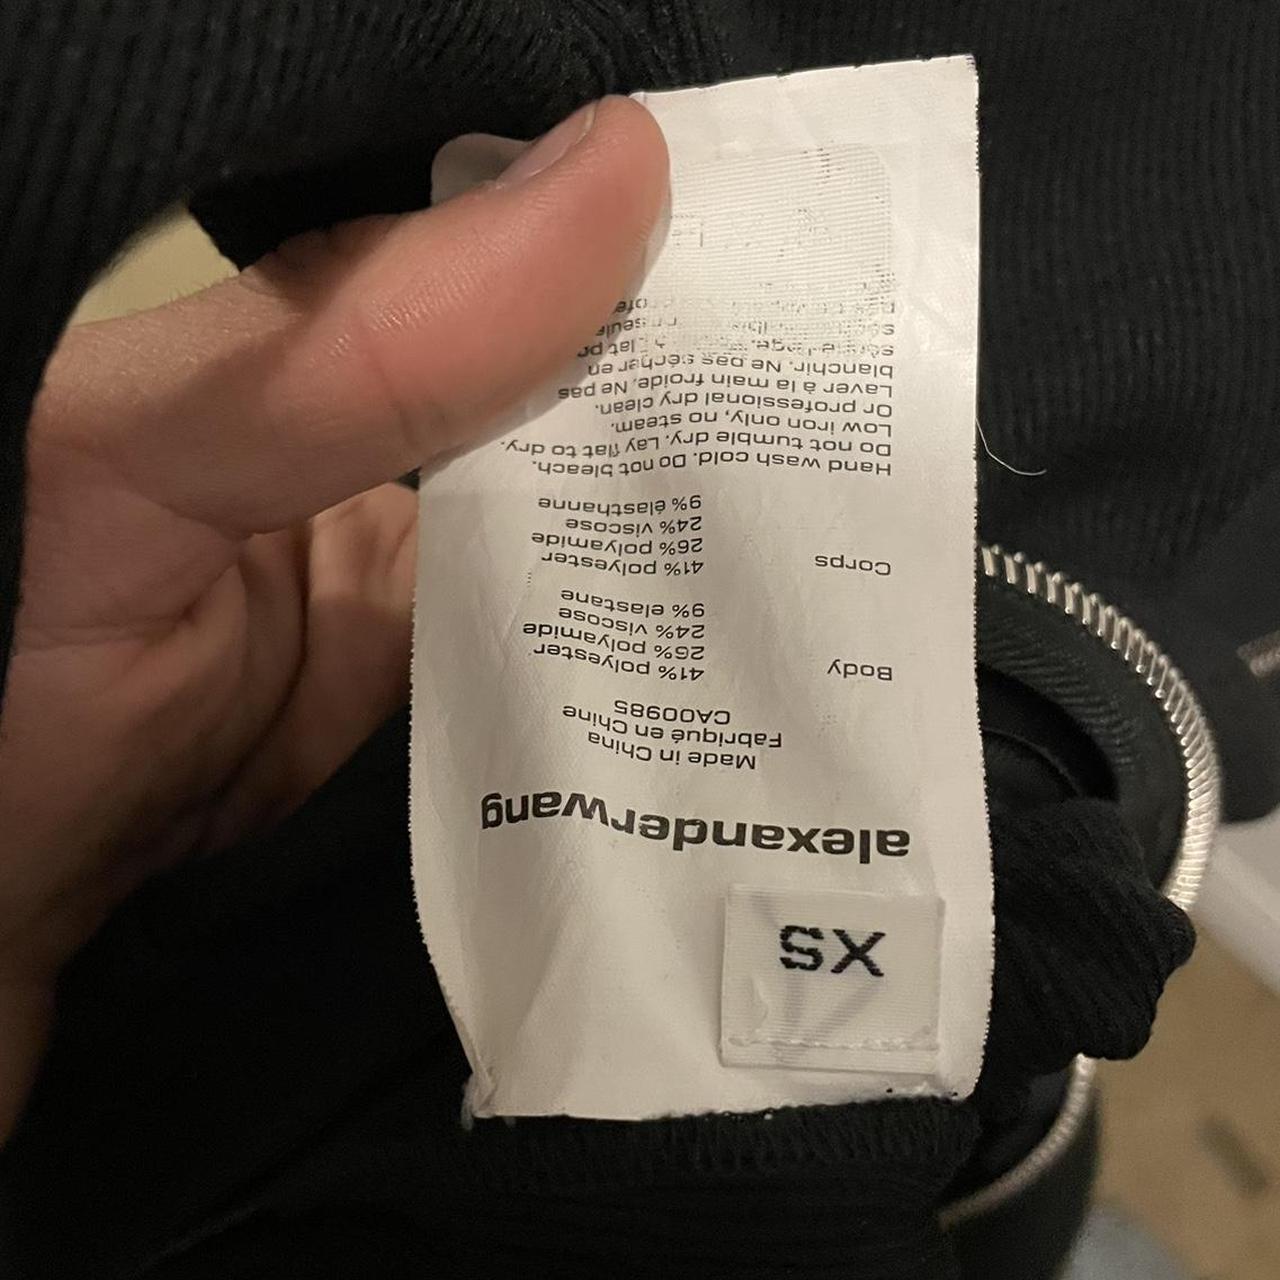 XS
alexanderwang
Made in China
Fabriqué en Chine
CA00985
Body
41% polyester
26% polyamide
24% viscose
9% elastane
Corps
41% polyester
26% polyamide
24% viscose
9% élasthanne
Hand wash cold. Do not bleach.
Do not tumble dry. Lay flat to dry.
Low iron only, no steam.
Or professional dry clean.
Laver à la main froide. Ne pas
blanchir. Ne pas sécher en